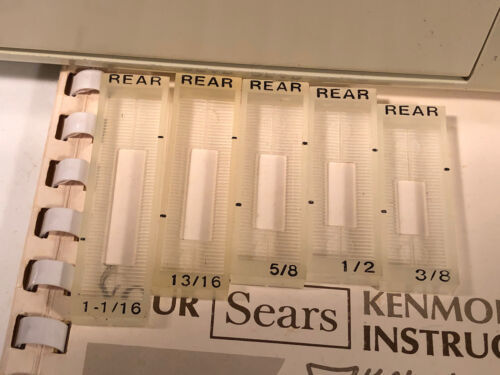 REAR REAR REAR REAR REAR
1-1/16 13/16 5/8 1/2 3/8
UR Sears KENMO
INSTRUC